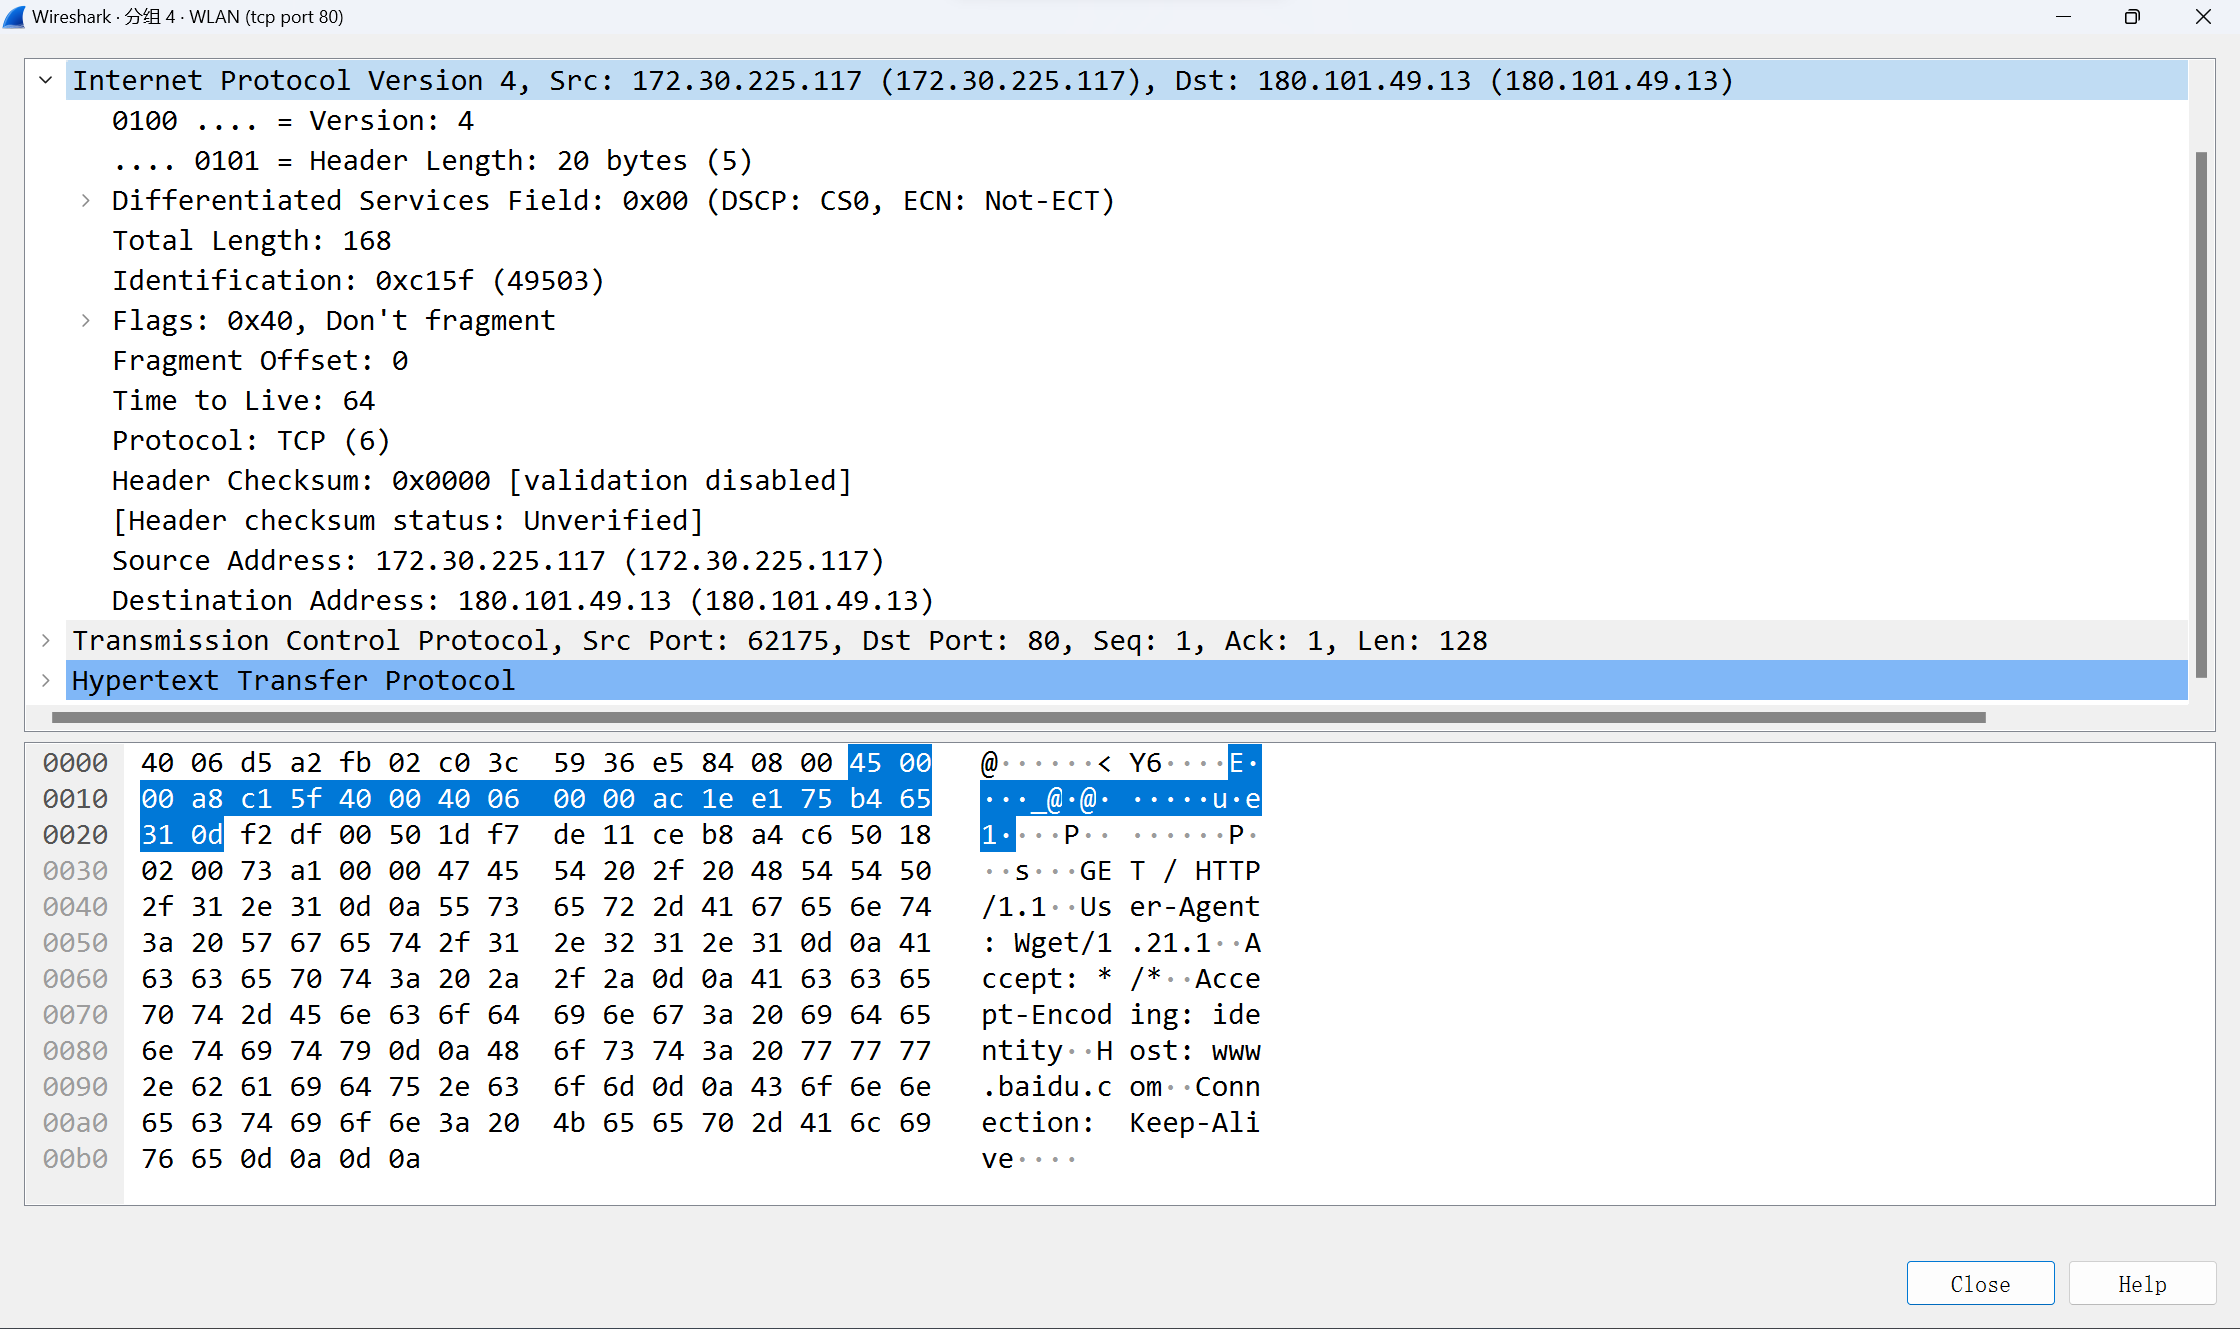 Wireshark · 分组 4 · WLAN (tcp port 80)
Internet Protocol Version 4, Src: 172.30.225.117 (172.30.225.117), Dst: 180.101.49.13 (180.101.49.13)
0100 .... = Version: 4
.... 0101 = Header Length: 20 bytes (5)
Differentiated Services Field: 0x00 (DSCP: CS0, ECN: Not-ECT)
Total Length: 168
Identification: 0xc15f (49503)
Flags: 0x40, Don't fragment
Fragment Offset: 0
Time to Live: 64
Protocol: TCP (6)
Header Checksum: 0x0000 [validation disabled]
[Header checksum status: Unverified]
Source Address: 172.30.225.117 (172.30.225.117)
Destination Address: 180.101.49.13 (180.101.49.13)
Transmission Control Protocol, Src Port: 62175, Dst Port: 80, Seq: 1, Ack: 1, Len: 128
Hypertext Transfer Protocol
0000 40 06 d5 a2 fb 02 c0 3c 59 36 e5 84 08 00 45 00 @······< Y6····E·
0010 00 a8 c1 5f 40 00 40 06 00 00 ac 1e e1 75 b4 65 ···_@·@· ·····u·e
0020 31 0d f2 df 00 50 1d f7 de 11 ce b8 a4 c6 50 18 1····P·· ······P·
0030 02 00 73 a1 00 00 47 45 54 20 2f 20 48 54 54 50 ··s···GE T / HTTP
0040 2f 31 2e 31 0d 0a 55 73 65 72 2d 41 67 65 6e 74 /1.1··Us er-Agent
0050 3a 20 57 67 65 74 2f 31 2e 32 31 2e 31 0d 0a 41 : Wget/1 .21.1··A
0060 63 63 65 70 74 3a 20 2a 2f 2a 0d 0a 41 63 63 65 ccept: * /*··Acce
0070 70 74 2d 45 6e 63 6f 64 69 6e 67 3a 20 69 64 65 pt-Encod ing: ide
0080 6e 74 69 74 79 0d 0a 48 6f 73 74 3a 20 77 77 77 ntity··H ost: www
0090 2e 62 61 69 64 75 2e 63 6f 6d 0d 0a 43 6f 6e 6e .baidu.c om··Conn
00a0 65 63 74 69 6f 6e 3a 20 4b 65 65 70 2d 41 6c 69 ection: Keep-Ali
00b0 76 65 0d 0a 0d 0a ve····
Close Help